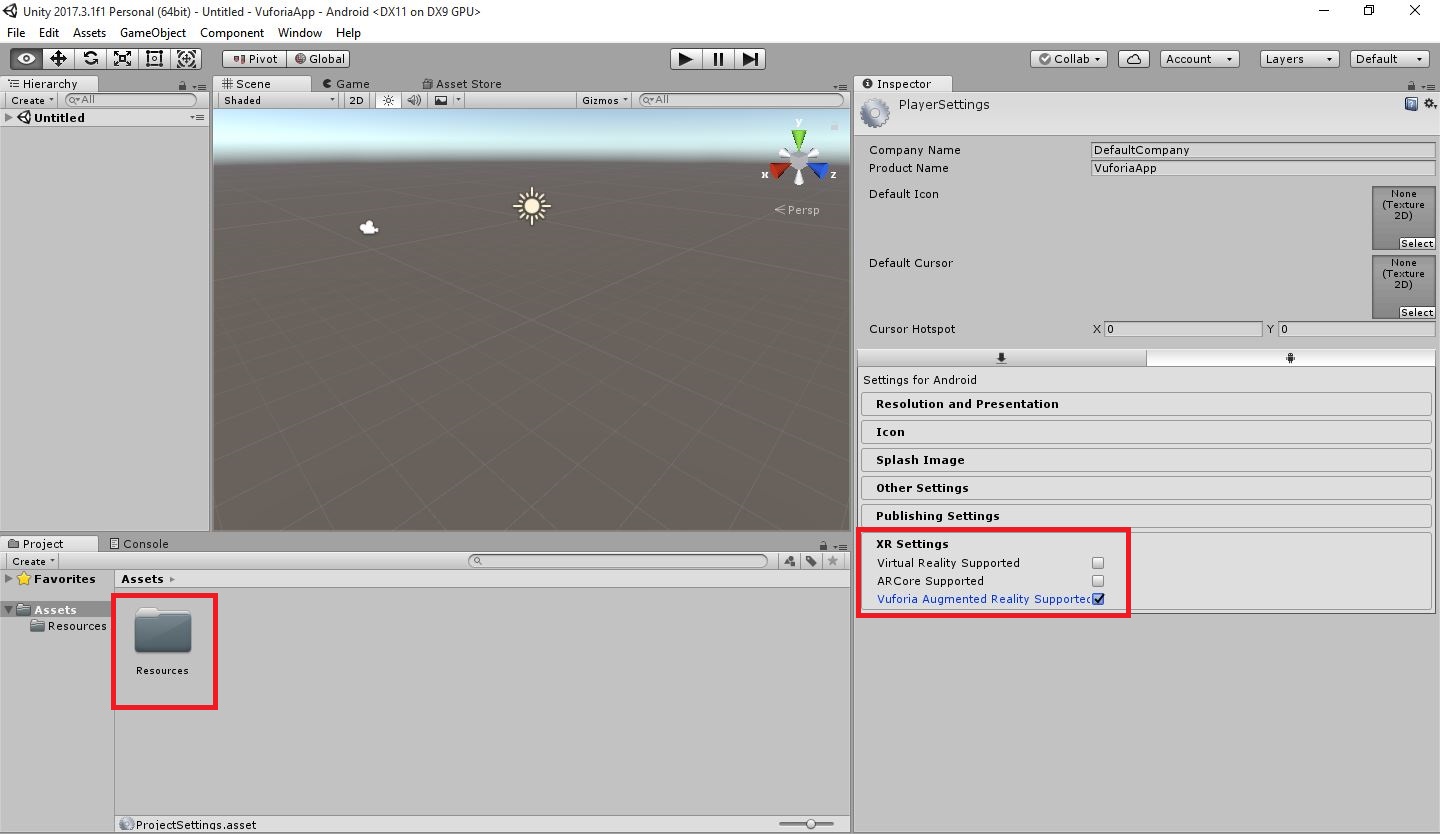 Unity 2017.3.1f1 Personal (64bit) - Untitled - VuforiaApp - Android <DX11 on DX9 GPU>
File Edit Assets GameObject Component Window Help
Pivot Global Collab Account Layers Default
Hierarchy
Create All
Untitled
Scene Game Asset Store
Shaded 2D Gizmos All
y
x z
Persp
Inspector
PlayerSettings
Company Name DefaultCompany
Product Name VuforiaApp
Default Icon
None
(Texture
2D)
Select
Default Cursor
None
(Texture
2D)
Select
Cursor Hotspot X 0 Y 0
Settings for Android
Resolution and Presentation
Icon
Splash Image
Other Settings
Publishing Settings
XR Settings
Virtual Reality Supported
ARCore Supported
Vuforia Augmented Reality Supported
Project Console
Create
Favorites
Assets
Resources
Assets
Resources
ProjectSettings.asset